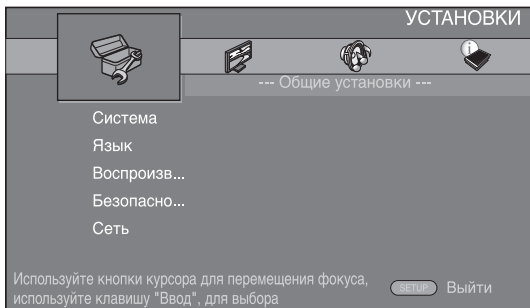 УСТАНОВКИ
--- Общие установки ---
Система
Язык
Воспроизв...
Безопасно...
Сеть
Используйте кнопки курсора для перемещения фокуса,
используйте клавишу "Ввод", для выбора
SETUP Выйти